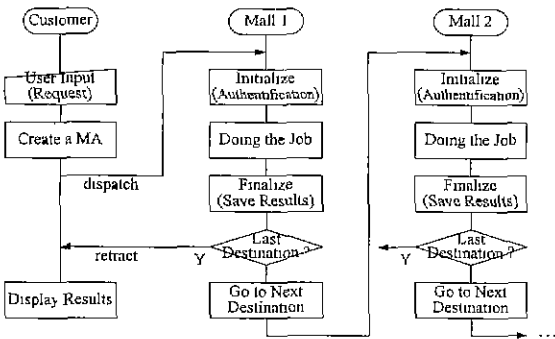 Customer
User Input
(Request)
Create a MA
dispatch
retract
Display Results
Mall 1
Initialize
(Authentification)
Doing the Job
Finalize
(Save Results)
Last
Destination ?
Y
Go to Next
Destination
Mall 2
Initialize
(Authentification)
Doing the Job
Finalize
(Save Results)
Last
Destination ?
Y
Go to Next
Destination